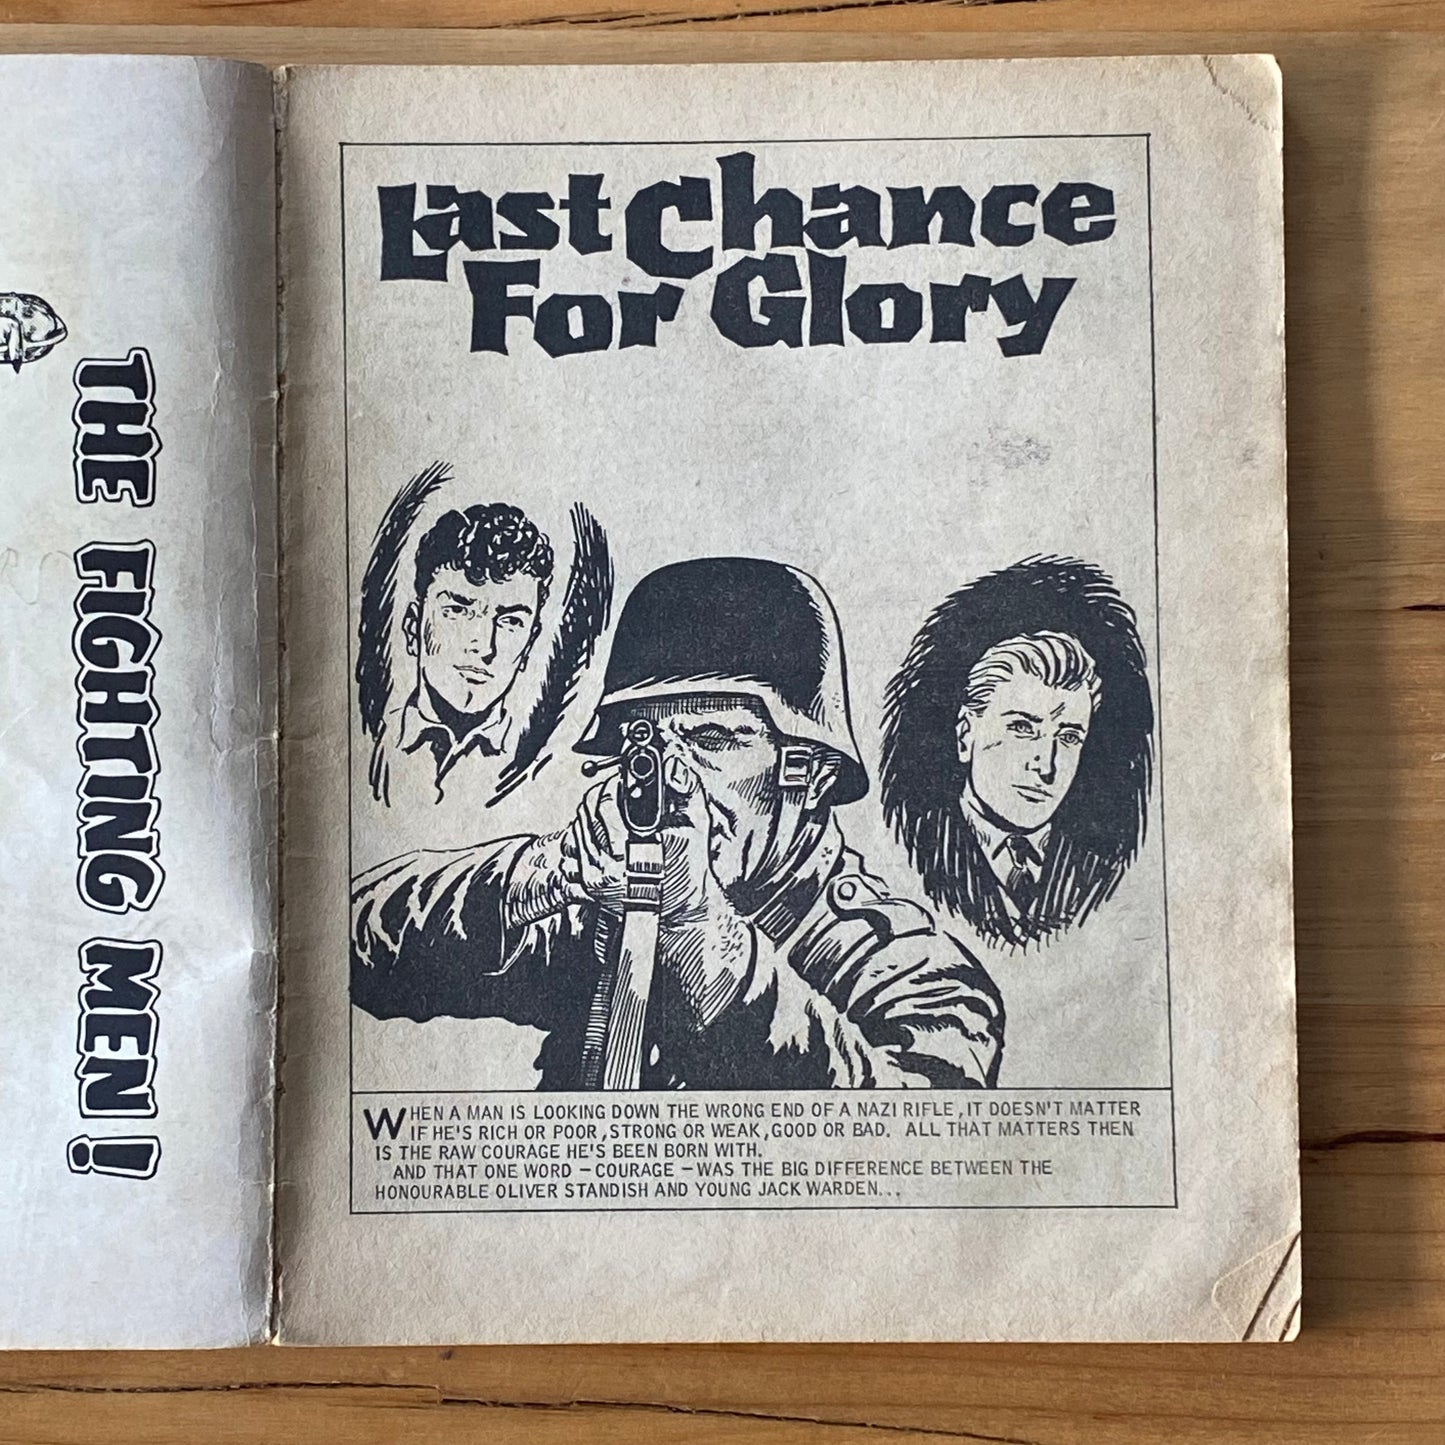 THE FIGHTING MEN!
Last Chance
For Glory
WHEN A MAN IS LOOKING DOWN THE WRONG END OF A NAZI RIFLE, IT DOESN'T MATTER
IF HE'S RICH OR POOR, STRONG OR WEAK, GOOD OR BAD. ALL THAT MATTERS THEN
IS THE RAW COURAGE HE'S BEEN BORN WITH.
AND THAT ONE WORD – COURAGE – WAS THE BIG DIFFERENCE BETWEEN THE
HONOURABLE OLIVER STANDISH AND YOUNG JACK WARDEN...